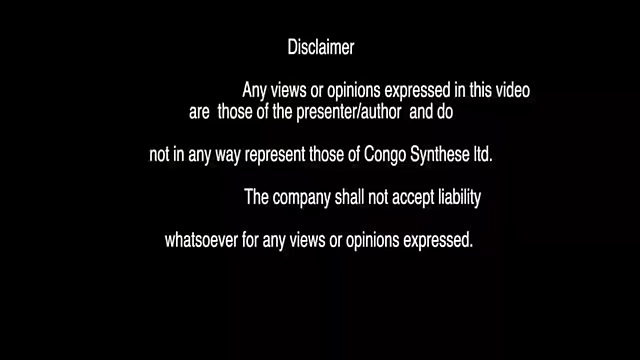 Disclaimer
Any views or opinions expressed in this video
are those of the presenter/author and do
not in any way represent those of Congo Synthese ltd.
The company shall not accept liability
whatsoever for any views or opinions expressed.